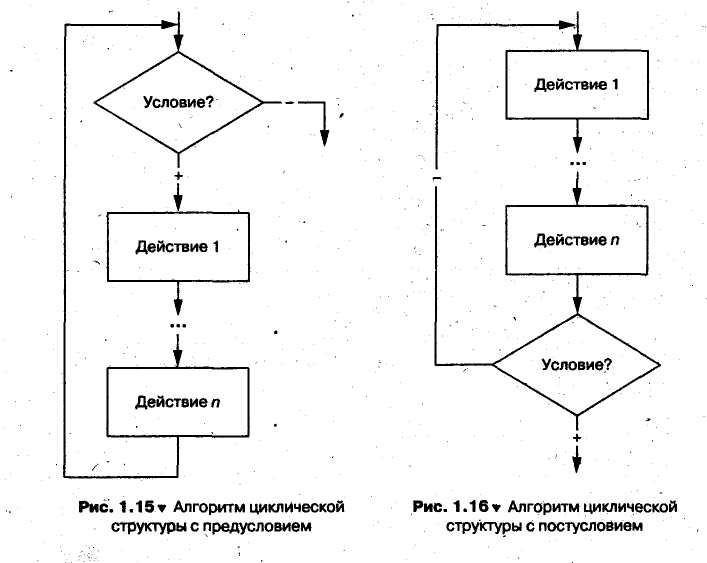 Условие?
–
+
Действие 1
...
Действие n
Рис. 1.15 ▼ Алгоритм циклической
структуры с предусловием
Действие 1
...
Действие n
–
Условие?
+
Рис. 1.16 ▼ Алгоритм циклической
структуры с постусловием